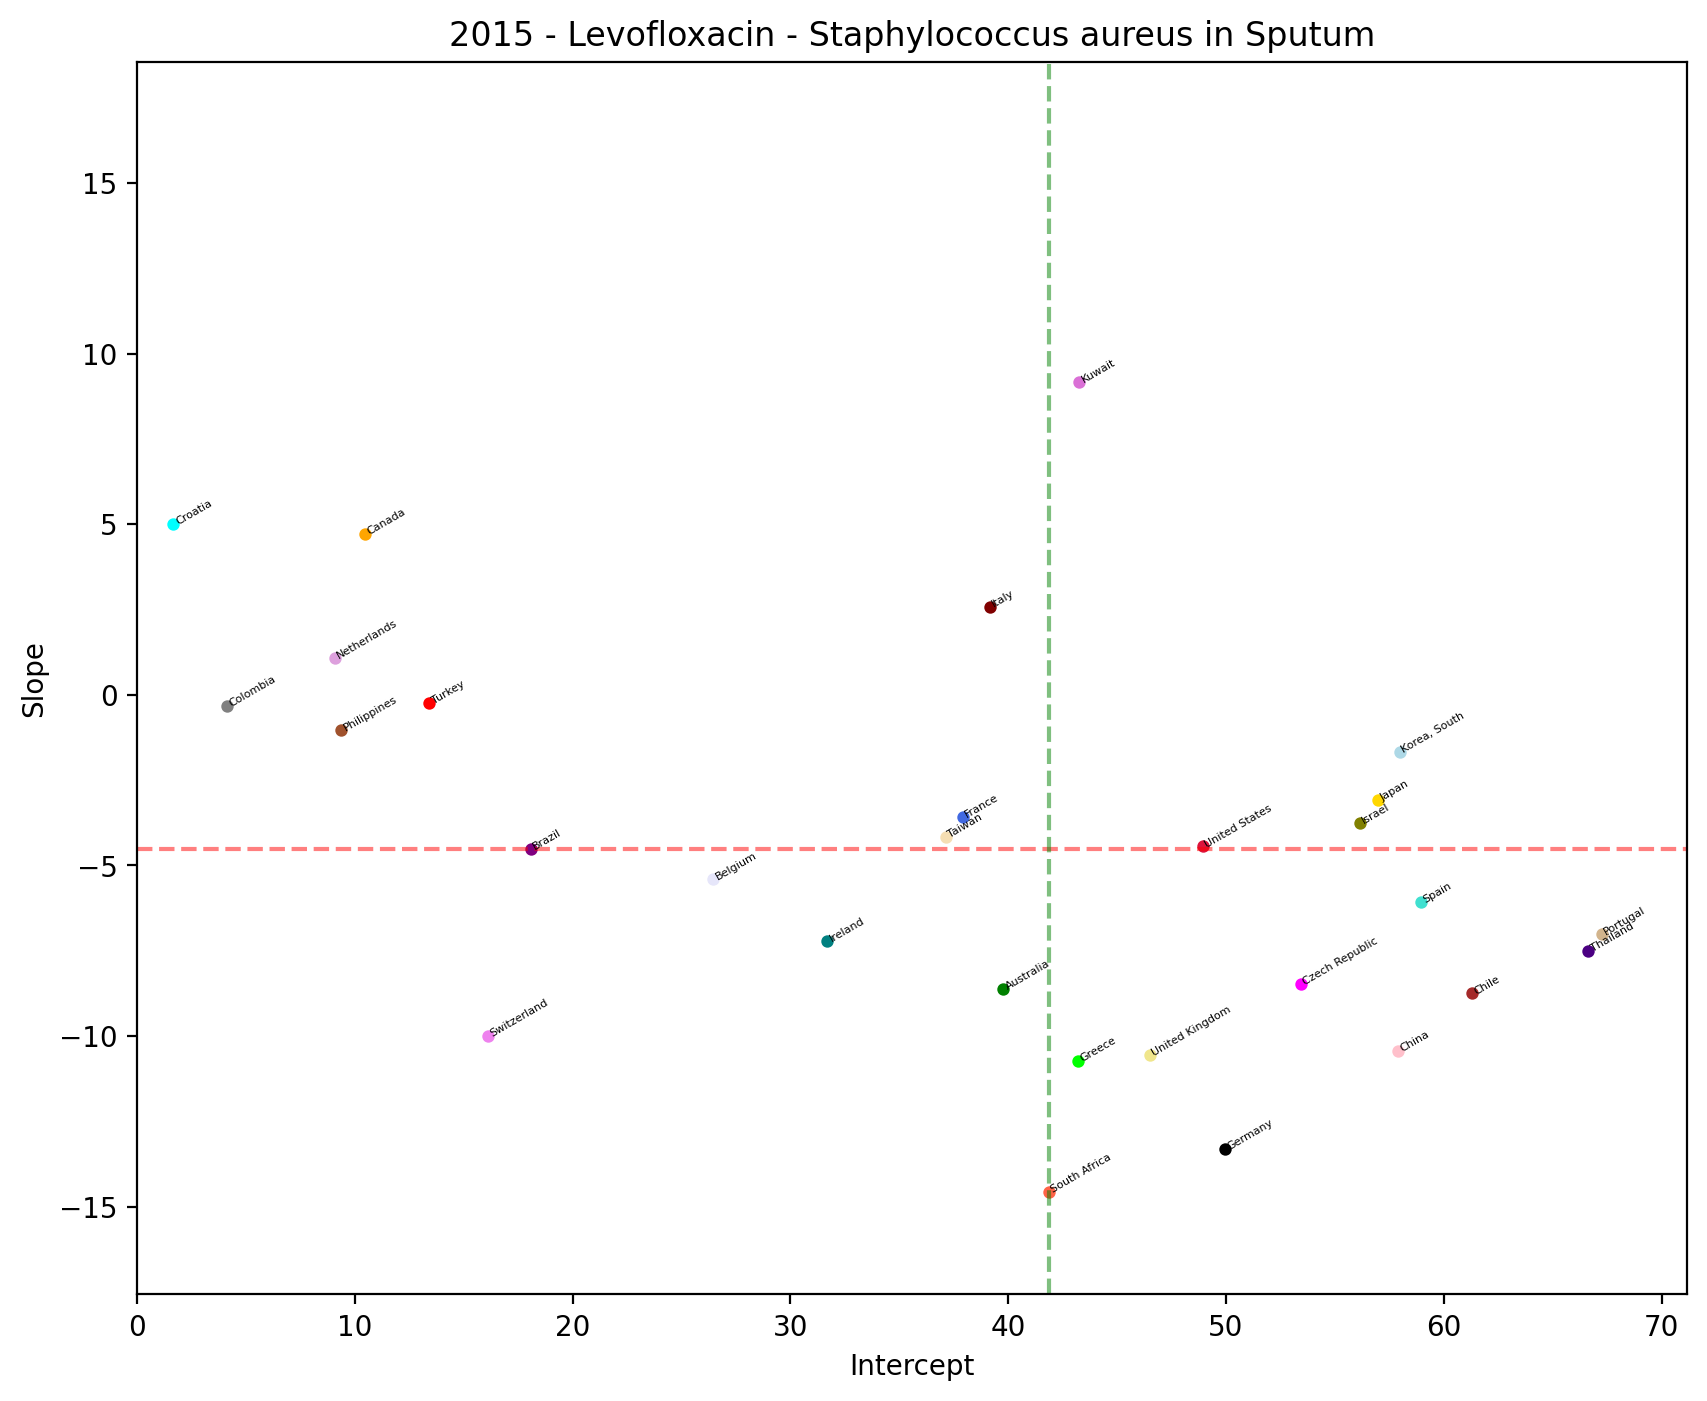 2015 - Levofloxacin - Staphylococcus aureus in Sputum
15
10
5
0
−5
−10
−15
Slope
Kuwait
Croatia
Canada
Italy
Netherlands
Colombia
Turkey
Philippines
Korea, South
Japan
Israel
France
Taiwan
United States
Brazil
Belgium
Spain
Ireland
Portugal
Thailand
Czech Republic
Australia
Chile
Switzerland
China
United Kingdom
Greece
Germany
South Africa
0 10 20 30 40 50 60 70
Intercept